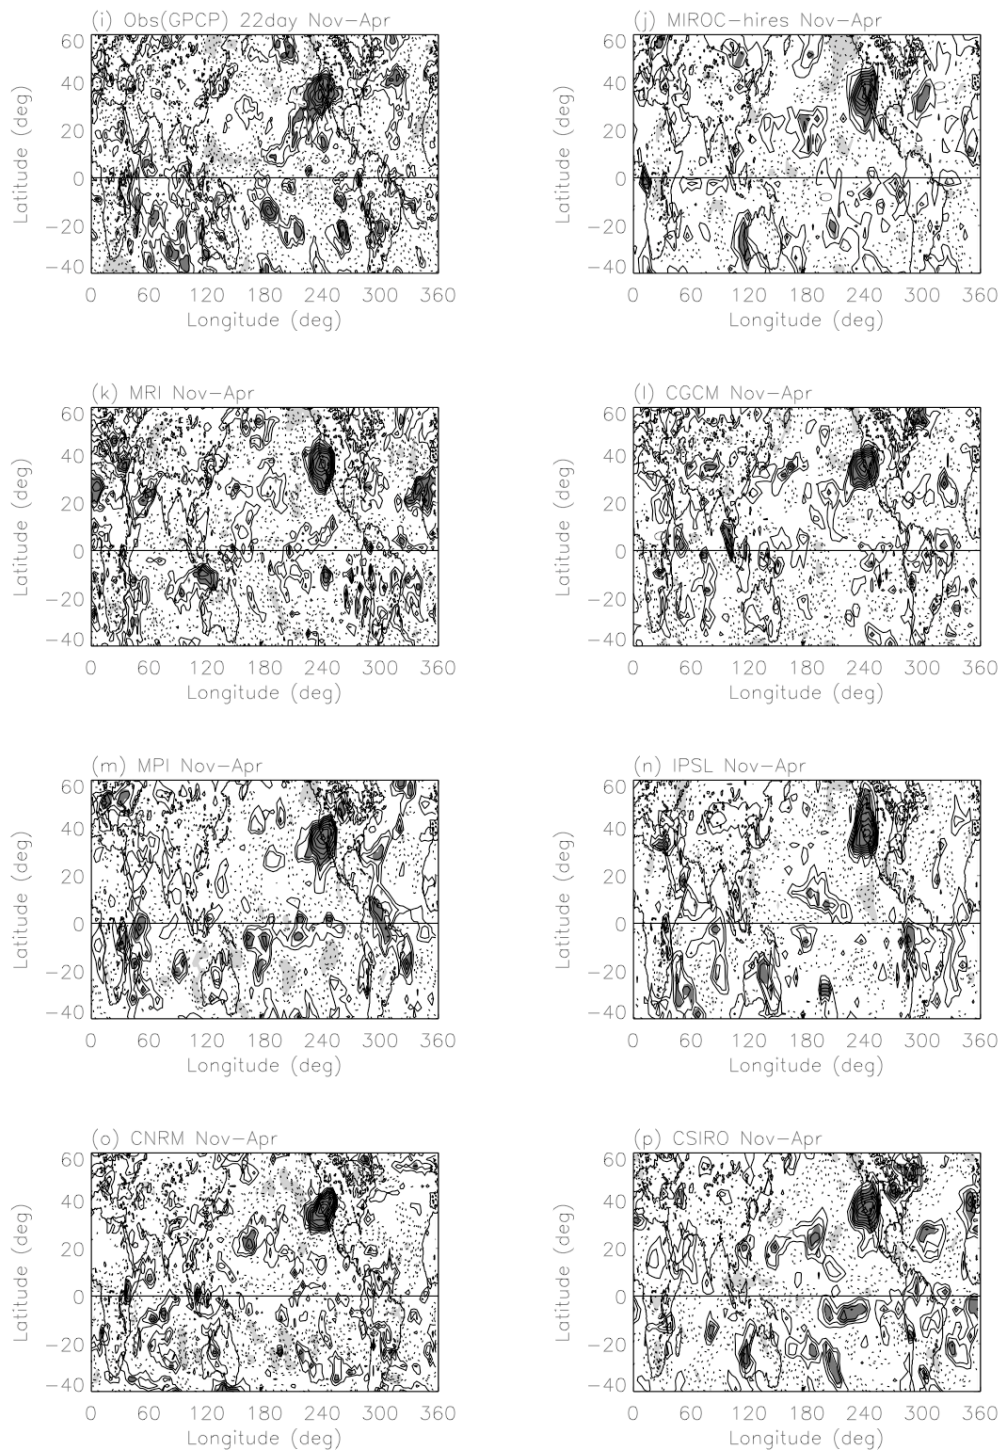 (i) Obs(GPCP) 22day Nov-Apr
60
40
20
0
-20
-40
Latitude (deg)
0 60 120 180 240 300 360
Longitude (deg)
(j) MIROC-hires Nov-Apr
60
40
20
0
-20
-40
Latitude (deg)
0 60 120 180 240 300 360
Longitude (deg)
(k) MRI Nov-Apr
60
40
20
0
-20
-40
Latitude (deg)
0 60 120 180 240 300 360
Longitude (deg)
(l) CGCM Nov-Apr
60
40
20
0
-20
-40
Latitude (deg)
0 60 120 180 240 300 360
Longitude (deg)
(m) MPI Nov-Apr
60
40
20
0
-20
-40
Latitude (deg)
0 60 120 180 240 300 360
Longitude (deg)
(n) IPSL Nov-Apr
60
40
20
0
-20
-40
Latitude (deg)
0 60 120 180 240 300 360
Longitude (deg)
(o) CNRM Nov-Apr
60
40
20
0
-20
-40
Latitude (deg)
0 60 120 180 240 300 360
Longitude (deg)
(p) CSIRO Nov-Apr
60
40
20
0
-20
-40
Latitude (deg)
0 60 120 180 240 300 360
Longitude (deg)